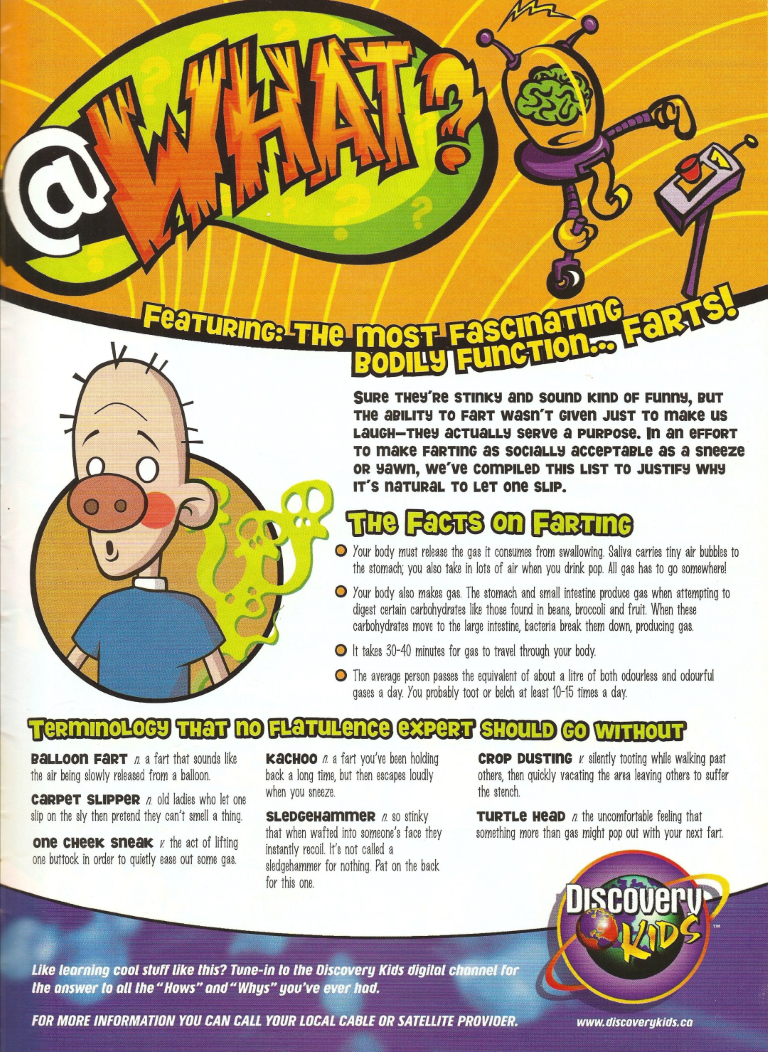 @WHAT?
FEATURING: THE MOST FASCINATING
BODILY FUNCTION... FARTS!
SURE THEY'RE STINKY AND SOUND KIND OF FUNNY, BUT
THE ABILITY TO FART WASN'T GIVEN JUST TO MAKE US
LAUGH—THEY ACTUALLY SERVE A PURPOSE. IN AN EFFORT
TO MAKE FARTING AS SOCIALLY ACCEPTABLE AS A SNEEZE
OR YAWN, WE'VE COMPILED THIS LIST TO JUSTIFY WHY
IT'S NATURAL TO LET ONE SLIP.
THE FACTS ON FARTING
Your body must release the gas it consumes from swallowing. Saliva carries tiny air bubbles to
the stomach; you also take in lots of air when you drink pop. All gas has to go somewhere!
Your body also makes gas. The stomach and small intestine produce gas when attempting to
digest certain carbohydrates like those found in beans, broccoli and fruit. When these
carbohydrates move to the large intestine, bacteria break them down, producing gas.
It takes 30-40 minutes for gas to travel through your body.
The average person passes the equivalent of about a litre of both odourless and odourful
gases a day. You probably toot or belch at least 10-15 times a day.
TERMINOLOGY THAT NO FLATULENCE EXPERT SHOULD GO WITHOUT
BALLOON FART n. a fart that sounds like
the air being slowly released from a balloon.
CARPET SLIPPER n. old ladies who let one
slip on the sly then pretend they can't smell a thing.
ONE CHEEK SNEAK v. the act of lifting
one buttock in order to quietly ease out some gas.
KACHOO n. a fart you've been holding
back a long time, but then escapes loudly
when you sneeze.
SLEDGEHAMMER n. so stinky
that when wafted into someone's face they
instantly recoil. It's not called a
sledgehammer for nothing. Pat on the back
for this one.
CROP DUSTING v. silently tooting while walking past
others, then quickly vacating the area leaving others to suffer
the stench.
TURTLE HEAD n. the uncomfortable feeling that
something more than gas might pop out with your next fart.
Discovery
KIDS
™
Like learning cool stuff like this? Tune-in to the Discovery Kids digital channel for
the answer to all the "Hows" and "Whys" you've ever had.
FOR MORE INFORMATION YOU CAN CALL YOUR LOCAL CABLE OR SATELLITE PROVIDER.
www.discoverykids.ca